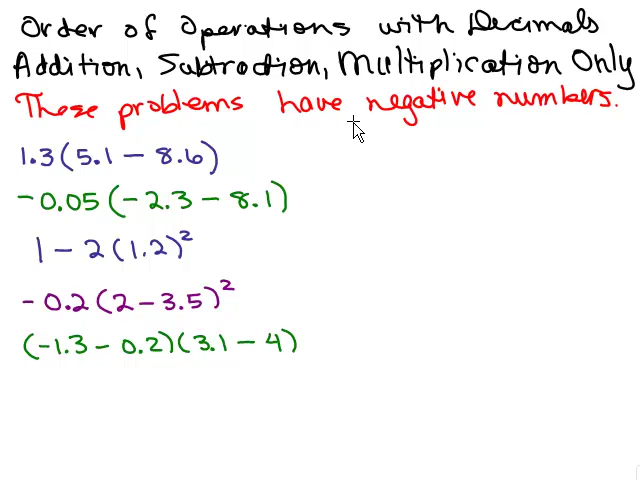 Order of Operations with Decimals
Addition, Subtraction, Multiplication Only
These problems have negative numbers.
1.3(5.1 − 8.6)
−0.05(−2.3 − 8.1)
1 − 2(1.2)²
−0.2(2 − 3.5)²
(−1.3 − 0.2)(3.1 − 4)